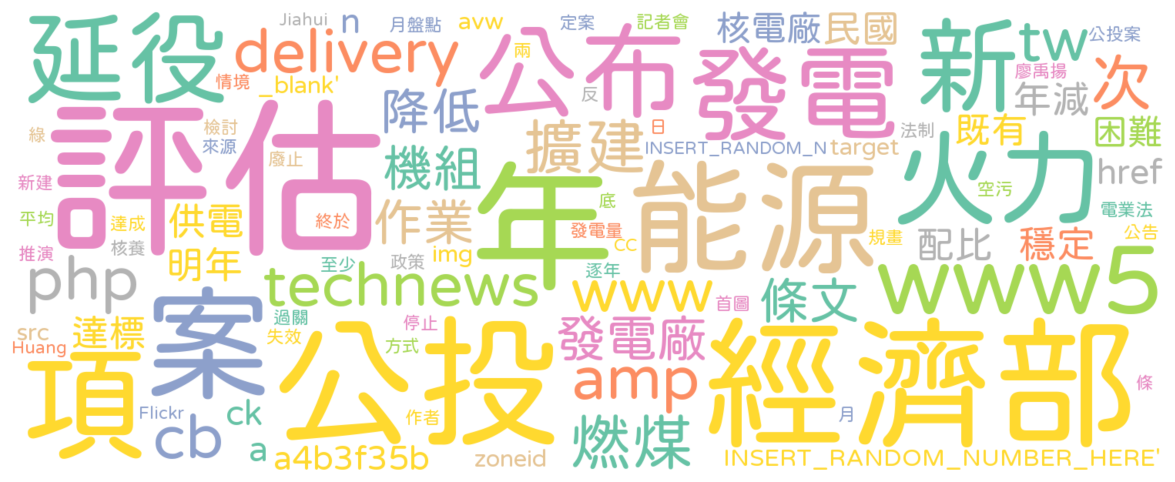 延役
Jiahui
n
月盤點
avw
定案
記者會
核電廠
民國
tw
公投案
delivery
公布
兩
新
廖禹揚
次
情境
_blank'
反
發電
年減
降低
綠
檢討
來源
評估
擴建
日
法制
既有
困難
INSERT_RANDOM_N
target
廢止
機組
年
能源
火力
href
新建
空污
平均
達成
供電
終於
作業
底
發電量
電業法
公告
推演
核養
cc
規畫
配比
穩定
明年
img
php
至少
政策
逐年
technews
www
首圖
條文
www5
案
過關
停止
src
達標
失效
方式
發電廠
Huang
項
公投
amp
經濟部
條
Flickr
ck
作者
月
cb
a
a4b3f35b
燃煤
zoneid
INSERT_RANDOM_NUMBER_HERE'